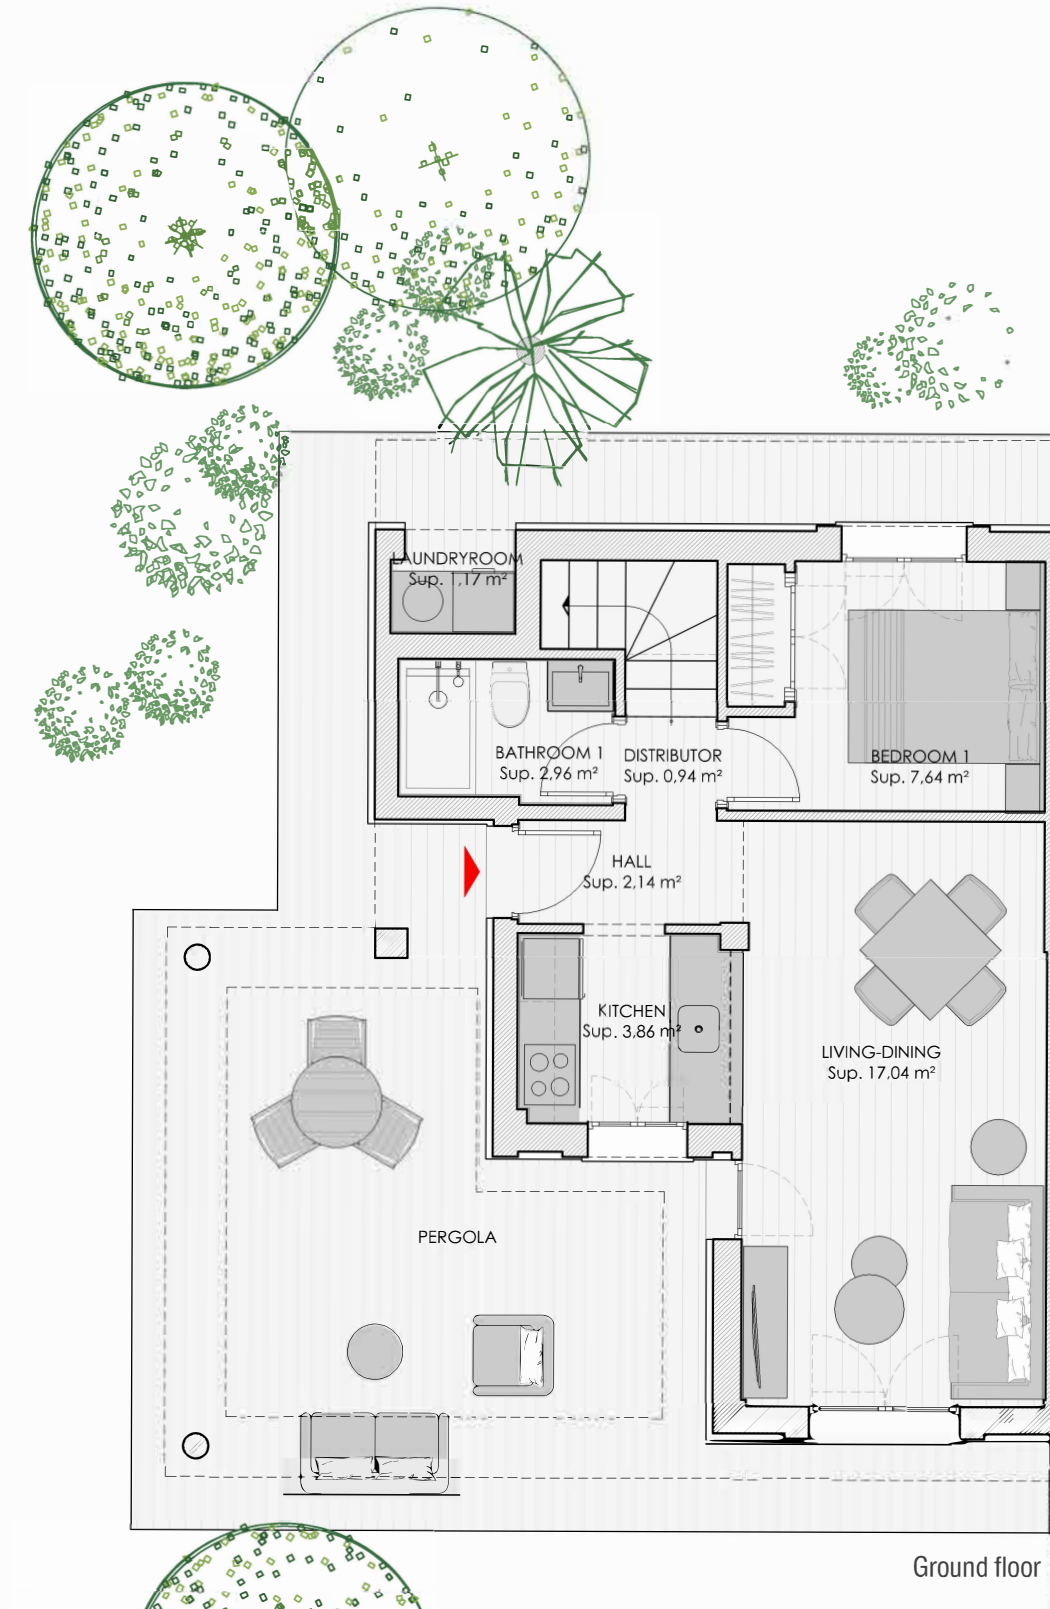 LAUNDRYROOM
Sup. 1,17 m²
BATHROOM 1
Sup. 2,96 m²
DISTRIBUTOR
Sup. 0,94 m²
BEDROOM 1
Sup. 7,64 m²
HALL
Sup. 2,14 m²
KITCHEN
Sup. 3,86 m²
LIVING-DINING
Sup. 17,04 m²
PERGOLA
Ground floor